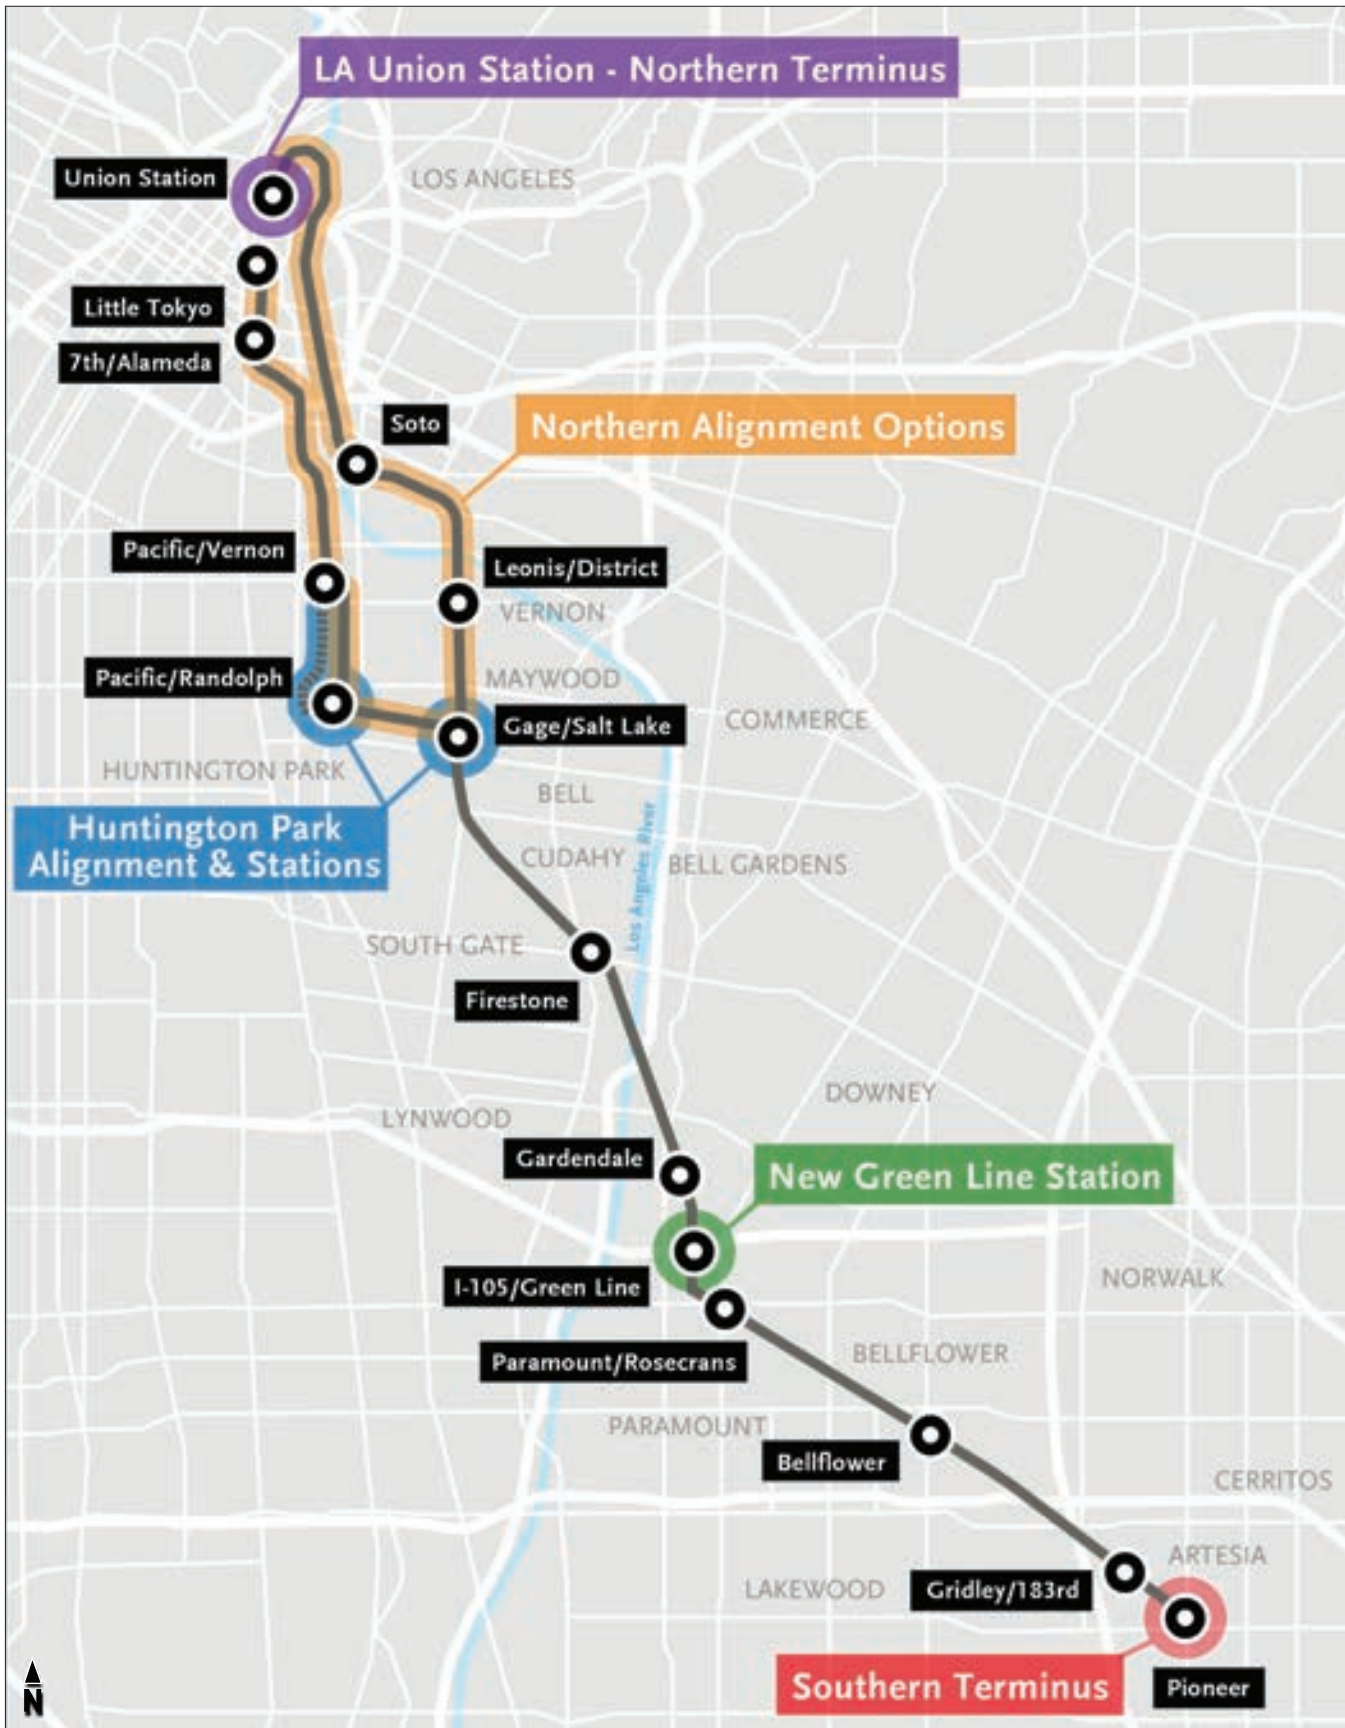 LA Union Station - Northern Terminus
Union Station
LOS ANGELES
Little Tokyo
7th/Alameda
Soto
Northern Alignment Options
Pacific/Vernon
Leonis/District
VERNON
Pacific/Randolph
MAYWOOD
Gage/Salt Lake
COMMERCE
HUNTINGTON PARK
BELL
Huntington Park
Alignment & Stations
CUDAHY
Los Angeles River
BELL GARDENS
SOUTH GATE
Firestone
DOWNEY
LYNWOOD
Gardendale
New Green Line Station
I-105/Green Line
NORWALK
Paramount/Rosecrans
BELLFLOWER
PARAMOUNT
Bellflower
CERRITOS
ARTESIA
LAKEWOOD
Gridley/183rd
Southern Terminus
Pioneer
N